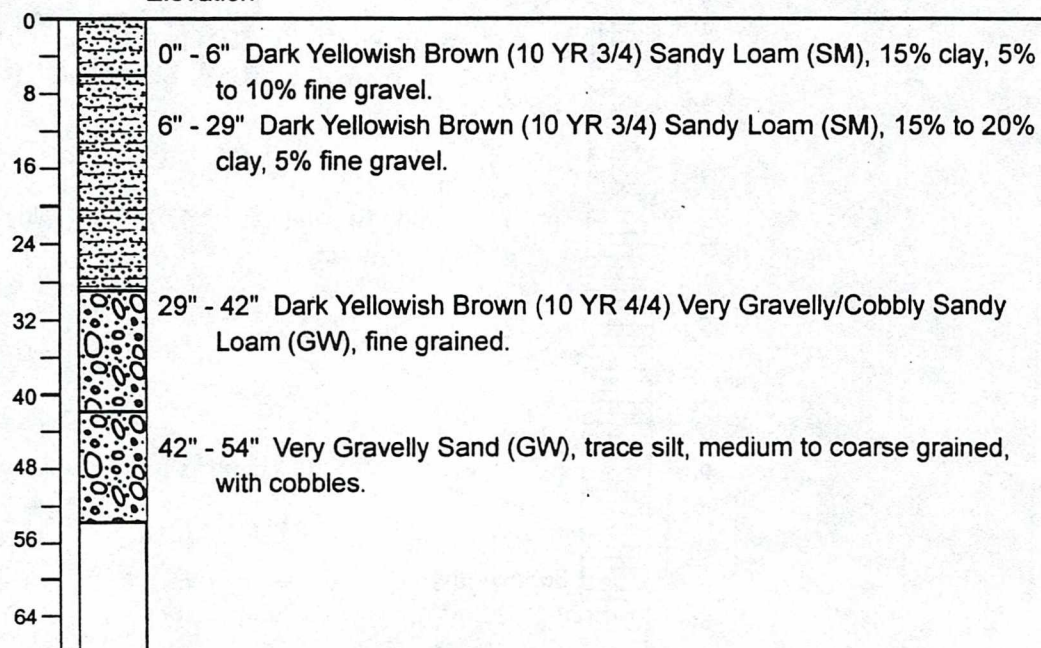 Elevation
0
0" - 6" Dark Yellowish Brown (10 YR 3/4) Sandy Loam (SM), 15% clay, 5%
to 10% fine gravel.
8
6" - 29" Dark Yellowish Brown (10 YR 3/4) Sandy Loam (SM), 15% to 20%
clay, 5% fine gravel.
16
24
29" - 42" Dark Yellowish Brown (10 YR 4/4) Very Gravelly/Cobbly Sandy
32
Loam (GW), fine grained.
40
42" - 54" Very Gravelly Sand (GW), trace silt, medium to coarse grained,
48
with cobbles.
56
64